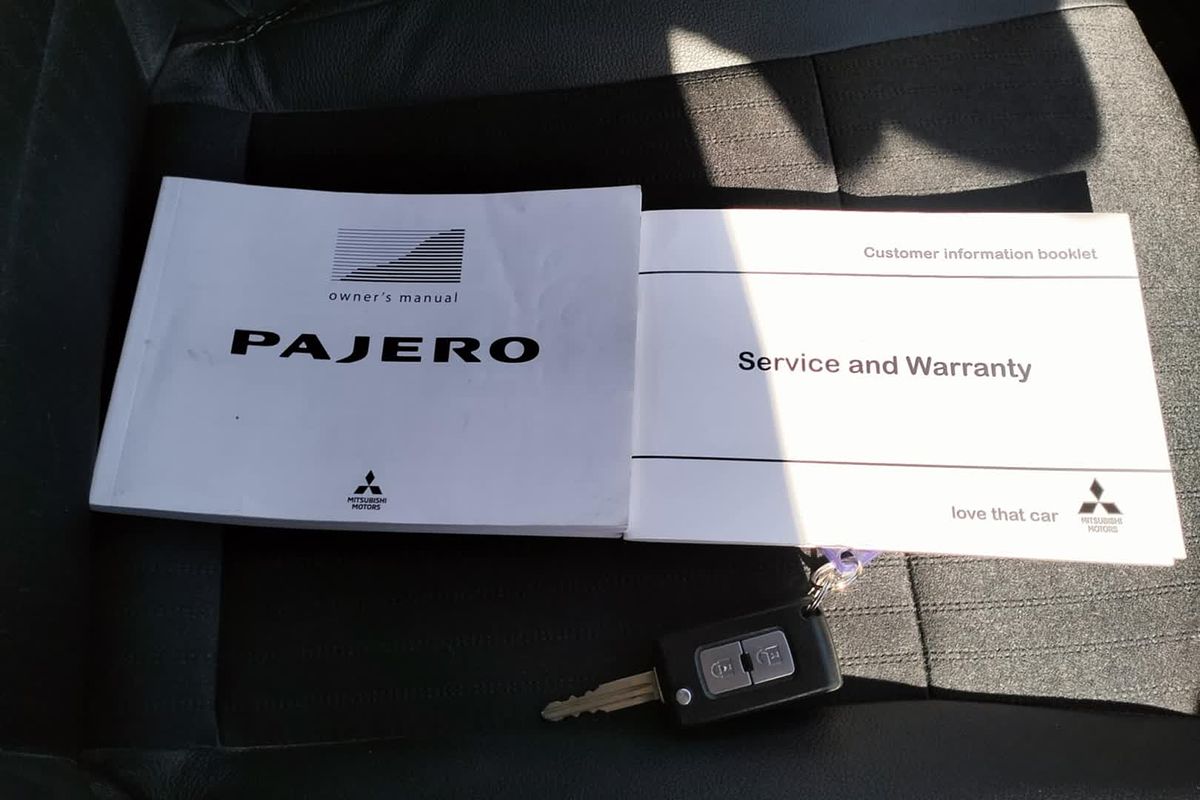 owner's manual
PAJERO
MITSUBISHI
MOTORS
Customer information booklet
Service and Warranty
love that car
MITSUBISHI
MOTORS